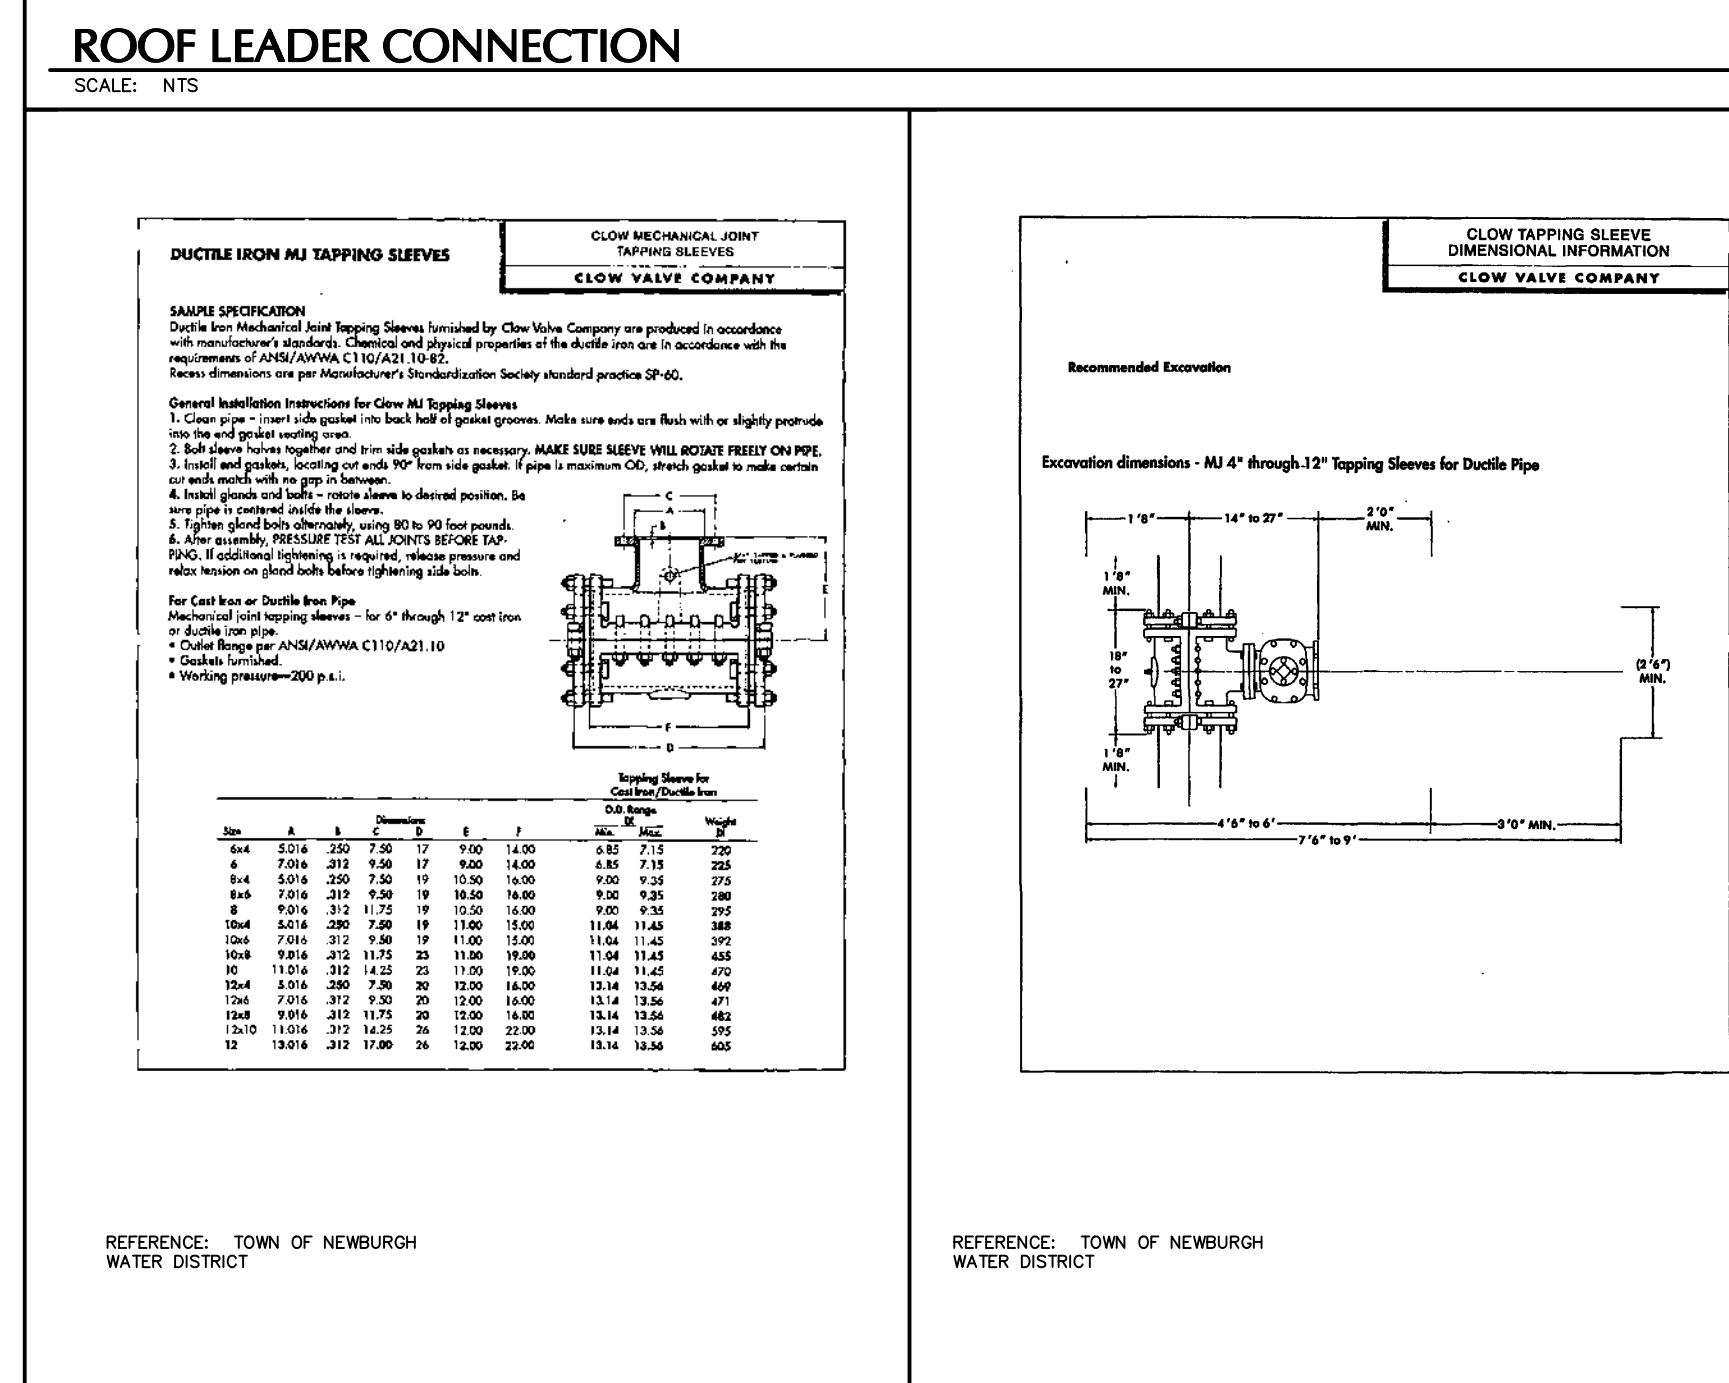 ROOF LEADER CONNECTION
SCALE: NTS
DUCTILE IRON MJ TAPPING SLEEVES
CLOW MECHANICAL JOINT
TAPPING SLEEVES
CLOW VALVE COMPANY
SAMPLE SPECIFICATION
Ductile Iron Mechanical Joint Tapping Sleeves furnished by Clow Valve Company are produced in accordance
with manufacturer's standards. Chemical and physical properties of the ductile iron are in accordance with the
requirements of ANSI/AWWA C110/A21.10-82.
Recess dimensions are per Manufacturer's Standardization Society standard practice SP-60.
General Installation Instructions for Clow MJ Tapping Sleeves
1. Clean pipe – insert side gasket into back half of gasket grooves. Make sure ends are flush with or slightly protrude
into the end gasket seating area.
2. Bolt sleeve halves together and trim side gaskets as necessary. MAKE SURE SLEEVE WILL ROTATE FREELY ON PIPE.
3. Install end gaskets, locating cut ends 90° from side gasket. If pipe is maximum OD, stretch gasket to make certain
cut ends match with no gap in between.
4. Install glands and bolts – rotate sleeve to desired position. Be
sure pipe is centered inside the sleeve.
5. Tighten gland bolts alternately, using 80 to 90 foot pounds.
6. After assembly, PRESSURE TEST ALL JOINTS BEFORE TAP-
PING. If additional tightening is required, release pressure and
relax tension on gland bolts before tightening side bolts.
For Cast Iron or Ductile Iron Pipe
Mechanical joint tapping sleeves – for 6" through 12" cast iron
or ductile iron pipe.
• Outlet flange per ANSI/AWWA C110/A21.10
• Gaskets furnished.
• Working pressure—200 p.s.i.
C
A
B
E
F
D
Tapping Sleeve for
Cast Iron/Ductile Iron
Dimensions O.D. Range DI Weight
Size A B C D E F Min. Max. DI
6x4 5.016 .250 7.50 17 9.00 14.00 6.85 7.15 220
6 7.016 .312 9.50 17 9.00 14.00 6.85 7.15 225
8x4 5.016 .250 7.50 19 10.50 16.00 9.00 9.35 275
8x6 7.016 .312 9.50 19 10.50 16.00 9.00 9.35 280
8 9.016 .312 11.75 19 10.50 16.00 9.00 9.35 295
10x4 5.016 .250 7.50 19 11.00 15.00 11.04 11.45 388
10x6 7.016 .312 9.50 19 11.00 15.00 11.04 11.45 392
10x8 9.016 .312 11.75 23 11.00 19.00 11.04 11.45 455
10 11.016 .312 14.25 23 11.00 19.00 11.04 11.45 470
12x4 5.016 .250 7.50 20 12.00 16.00 13.14 13.56 469
12x6 7.016 .312 9.50 20 12.00 16.00 13.14 13.56 471
12x8 9.016 .312 11.75 20 12.00 16.00 13.14 13.56 482
12x10 11.016 .312 14.25 26 12.00 22.00 13.14 13.56 595
12 13.016 .312 17.00 26 12.00 22.00 13.14 13.56 605
REFERENCE: TOWN OF NEWBURGH
WATER DISTRICT
CLOW TAPPING SLEEVE
DIMENSIONAL INFORMATION
CLOW VALVE COMPANY
Recommended Excavation
Excavation dimensions - MJ 4" through 12" Tapping Sleeves for Ductile Pipe
1'8"
14" to 27"
2'0"
MIN.
1'8"
MIN.
18"
to
27"
1'8"
MIN.
(2'6")
MIN.
4'6" to 6'
3'0" MIN.
7'6" to 9'
REFERENCE: TOWN OF NEWBURGH
WATER DISTRICT